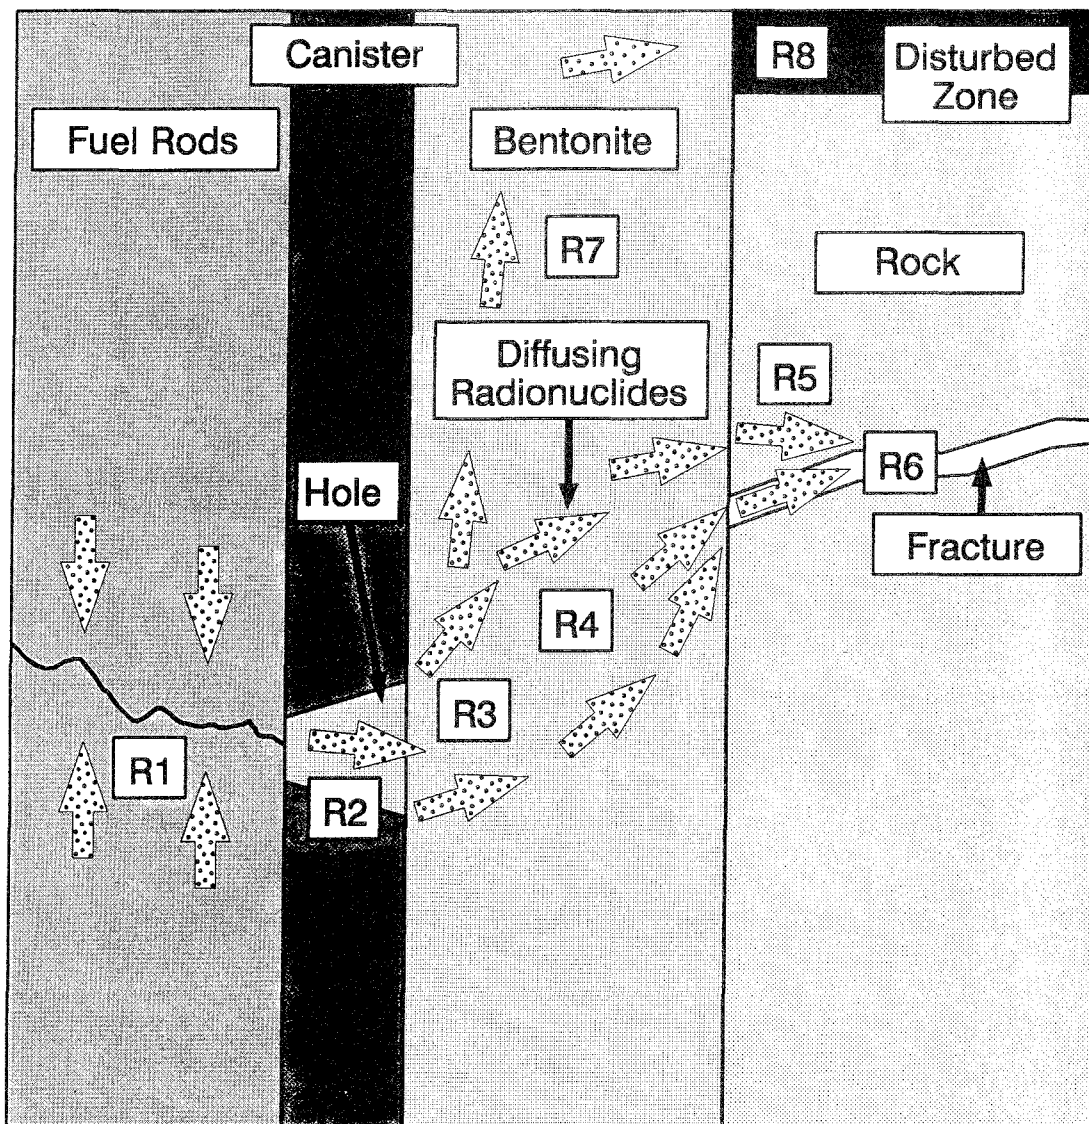 Canister
R8
Disturbed
Zone
Fuel Rods
Bentonite
R7
Rock
Diffusing
Radionuclides
R5
Hole
R6
Fracture
R4
R3
R1
R2